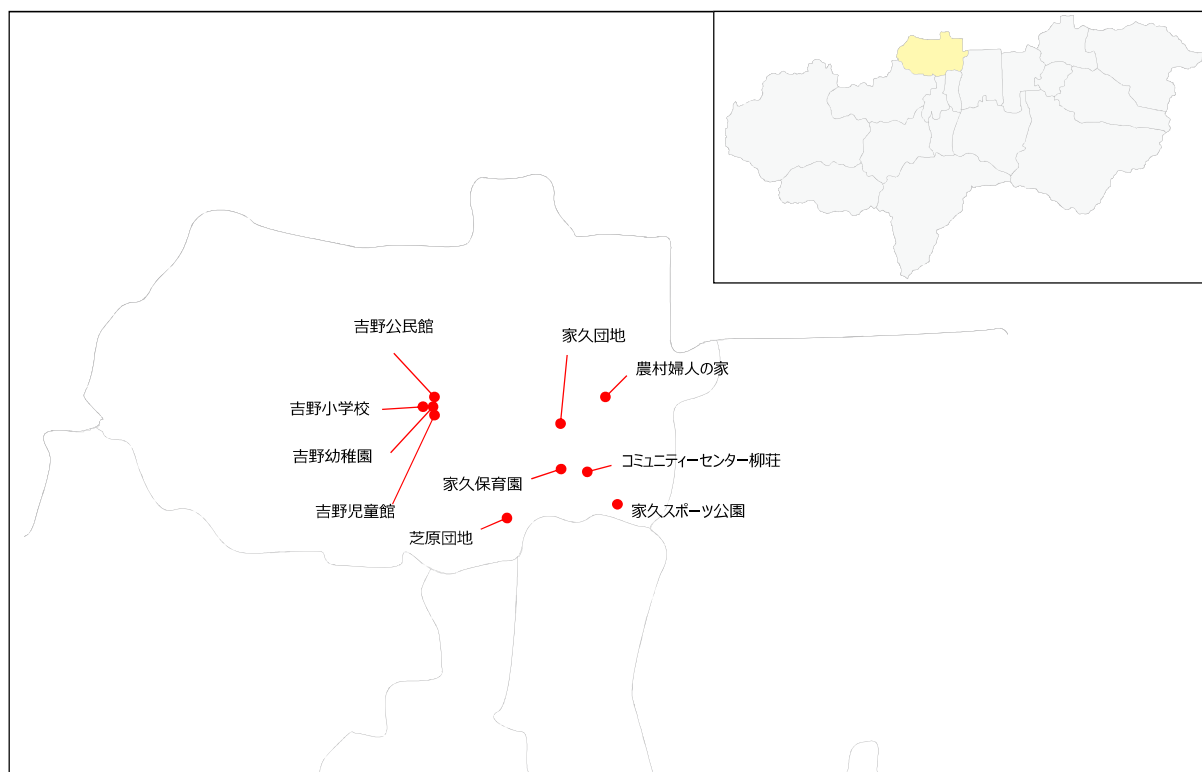 吉野公民館
家久団地
農村婦人の家
吉野小学校
吉野幼稚園
コミュニティーセンター柳荘
家久保育園
吉野児童館
家久スポーツ公園
芝原団地